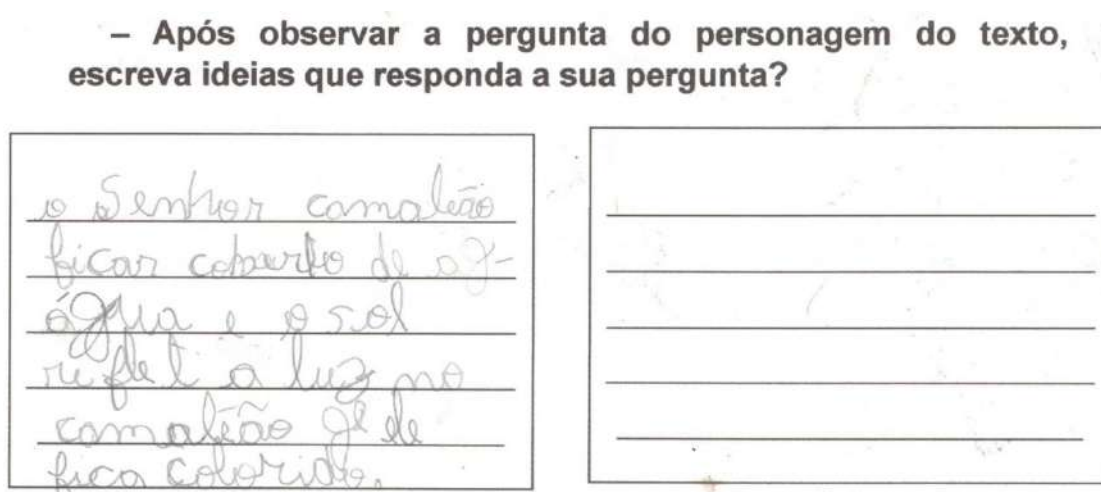 – Após observar a pergunta do personagem do texto,
escreva ideias que responda a sua pergunta?
o Senhor camaleão
ficar coberto de
água e o sol
reflet a luz no
camaleão ele
fica colorido.